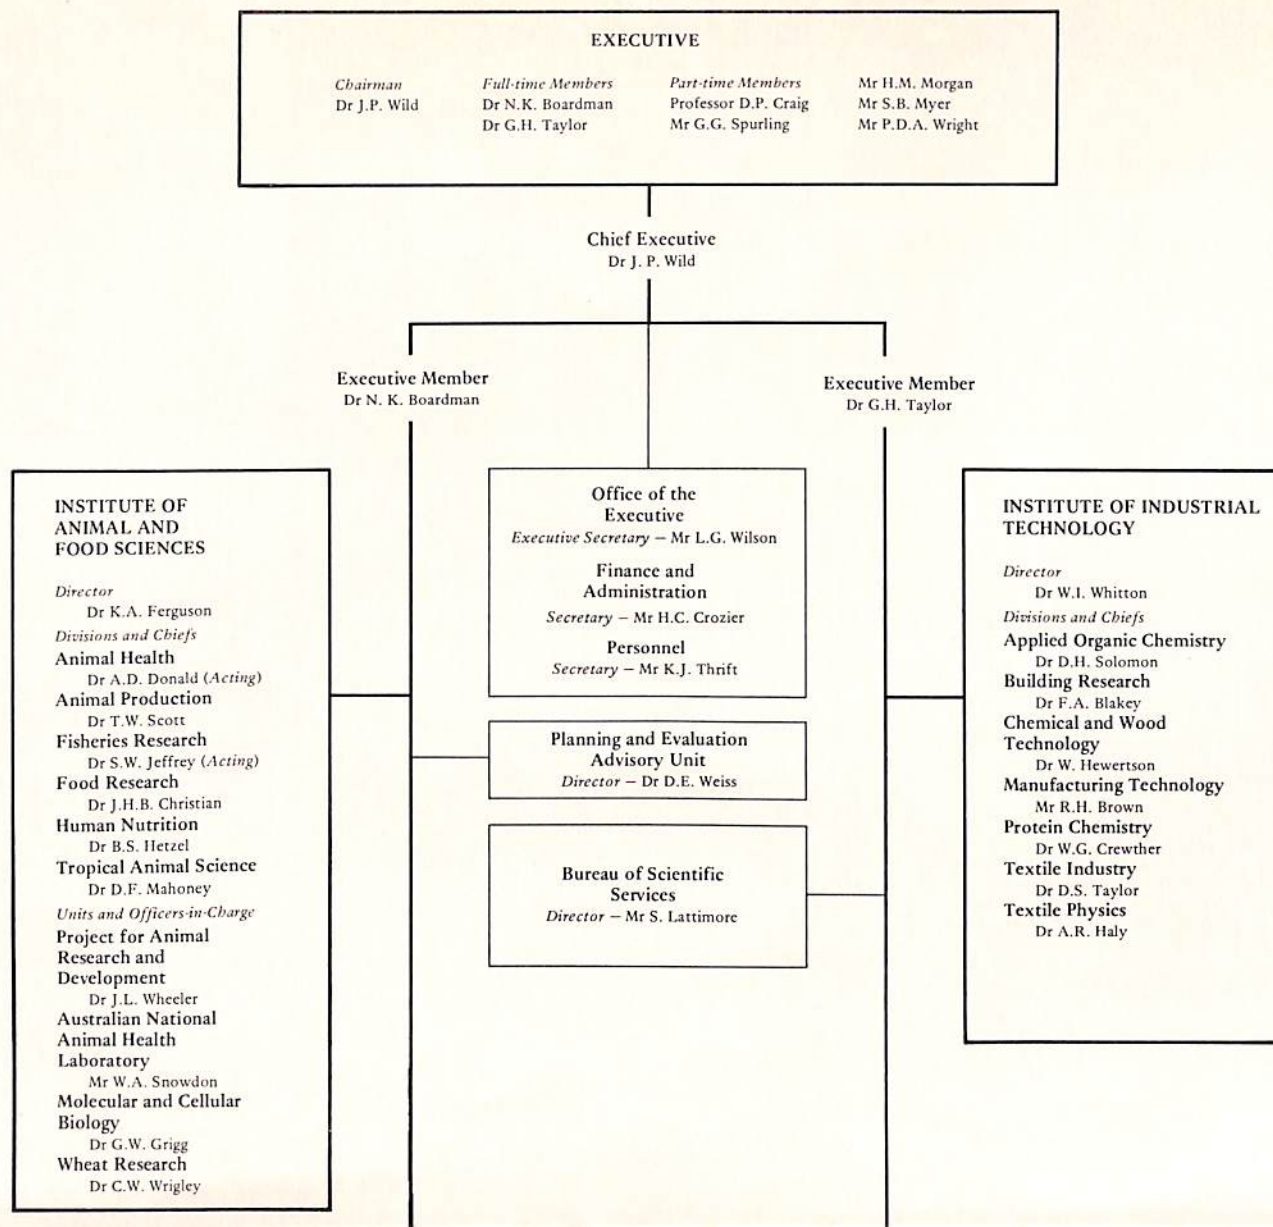 EXECUTIVE
Chairman
Dr J.P. Wild
Full-time Members
Dr N.K. Boardman
Dr G.H. Taylor
Part-time Members
Professor D.P. Craig
Mr G.G. Spurling
Mr H.M. Morgan
Mr S.B. Myer
Mr P.D.A. Wright
Chief Executive
Dr J. P. Wild
Executive Member
Dr N. K. Boardman
Executive Member
Dr G.H. Taylor
INSTITUTE OF
ANIMAL AND
FOOD SCIENCES
Director
Dr K.A. Ferguson
Divisions and Chiefs
Animal Health
Dr A.D. Donald (Acting)
Animal Production
Dr T.W. Scott
Fisheries Research
Dr S.W. Jeffrey (Acting)
Food Research
Dr J.H.B. Christian
Human Nutrition
Dr B.S. Hetzel
Tropical Animal Science
Dr D.F. Mahoney
Units and Officers-in-Charge
Project for Animal
Research and
Development
Dr J.L. Wheeler
Australian National
Animal Health
Laboratory
Mr W.A. Snowdon
Molecular and Cellular
Biology
Dr G.W. Grigg
Wheat Research
Dr C.W. Wrigley
Office of the
Executive
Executive Secretary – Mr L.G. Wilson
Finance and
Administration
Secretary – Mr H.C. Crozier
Personnel
Secretary – Mr K.J. Thrift
Planning and Evaluation
Advisory Unit
Director – Dr D.E. Weiss
Bureau of Scientific
Services
Director – Mr S. Lattimore
INSTITUTE OF INDUSTRIAL
TECHNOLOGY
Director
Dr W.I. Whitton
Divisions and Chiefs
Applied Organic Chemistry
Dr D.H. Solomon
Building Research
Dr F.A. Blakey
Chemical and Wood
Technology
Dr W. Hewertson
Manufacturing Technology
Mr R.H. Brown
Protein Chemistry
Dr W.G. Crewther
Textile Industry
Dr D.S. Taylor
Textile Physics
Dr A.R. Haly